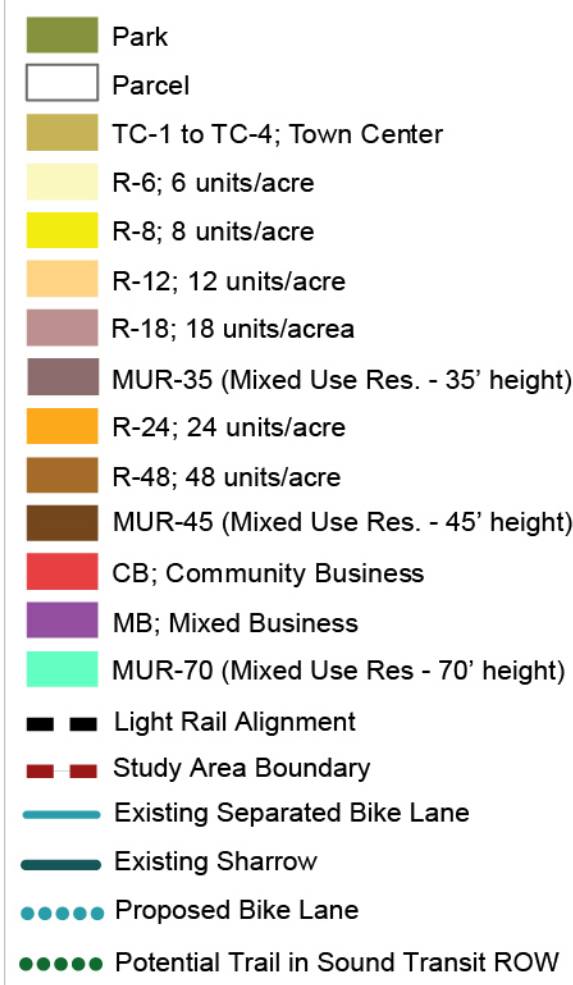 Park
Parcel
TC-1 to TC-4; Town Center
R-6; 6 units/acre
R-8; 8 units/acre
R-12; 12 units/acre
R-18; 18 units/acrea
MUR-35 (Mixed Use Res. - 35’ height)
R-24; 24 units/acre
R-48; 48 units/acre
MUR-45 (Mixed Use Res. - 45’ height)
CB; Community Business
MB; Mixed Business
MUR-70 (Mixed Use Res - 70’ height)
Light Rail Alignment
Study Area Boundary
Existing Separated Bike Lane
Existing Sharrow
Proposed Bike Lane
Potential Trail in Sound Transit ROW